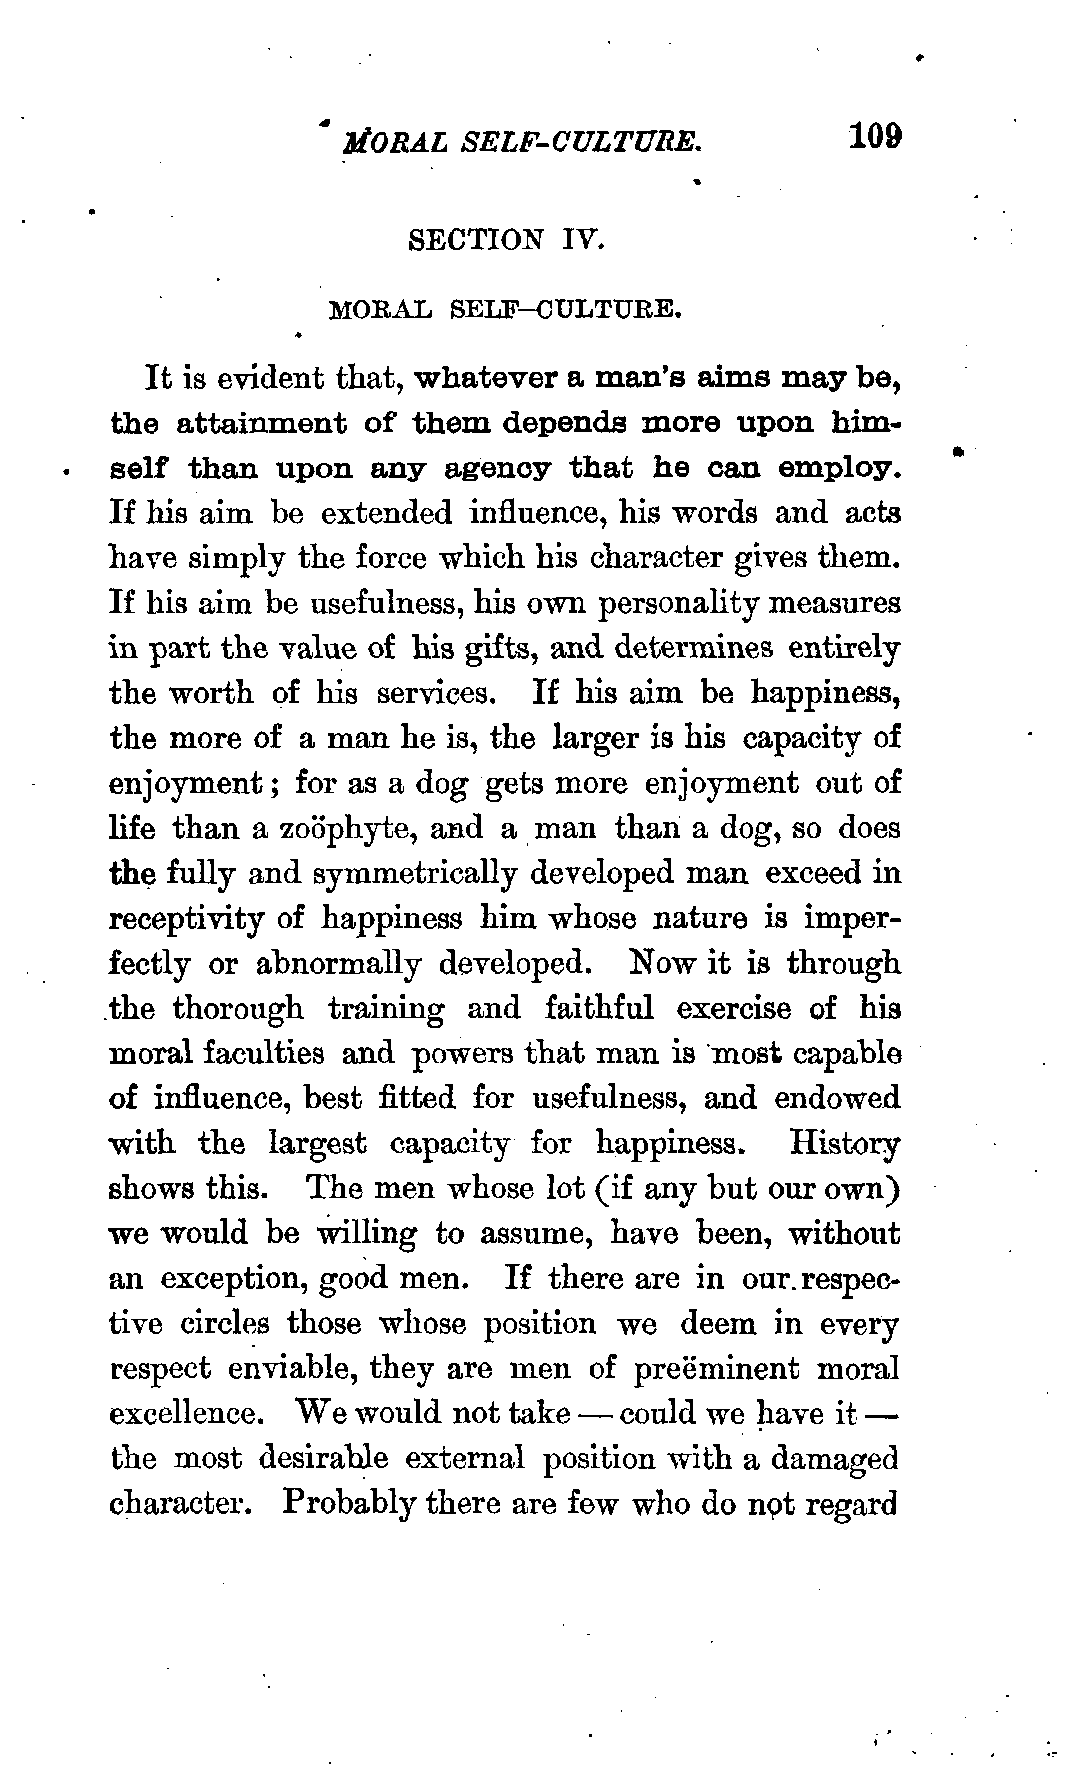 MORAL SELF-CULTURE. 109
SECTION IV.
MORAL SELF-CULTURE.
It is evident that, whatever a man's aims may be,
the attainment of them depends more upon him-
self than upon any agency that he can employ.
If his aim be extended influence, his words and acts
have simply the force which his character gives them.
If his aim be usefulness, his own personality measures
in part the value of his gifts, and determines entirely
the worth of his services. If his aim be happiness,
the more of a man he is, the larger is his capacity of
enjoyment; for as a dog gets more enjoyment out of
life than a zoöphyte, and a man than a dog, so does
the fully and symmetrically developed man exceed in
receptivity of happiness him whose nature is imper-
fectly or abnormally developed. Now it is through
the thorough training and faithful exercise of his
moral faculties and powers that man is most capable
of influence, best fitted for usefulness, and endowed
with the largest capacity for happiness. History
shows this. The men whose lot (if any but our own)
we would be willing to assume, have been, without
an exception, good men. If there are in our respec-
tive circles those whose position we deem in every
respect enviable, they are men of preëminent moral
excellence. We would not take — could we have it —
the most desirable external position with a damaged
character. Probably there are few who do not regard